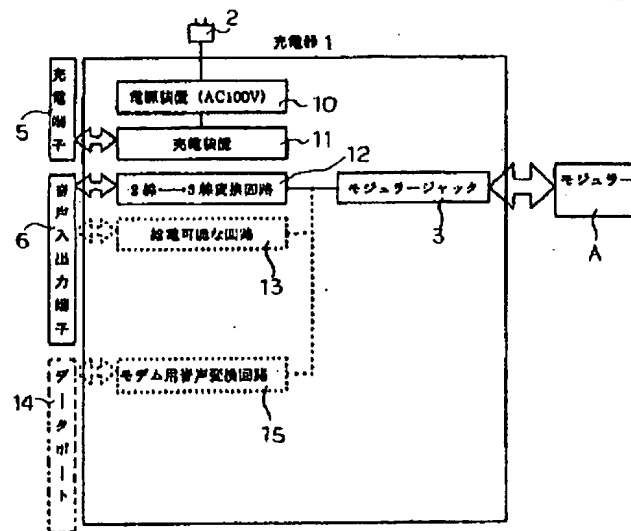 2
充電器 1
充電端子
5
電源装置 (AC100V)
10
充電装置
11
12
音声入出力端子
6
2線⟷3線変換回路
モジュラージャック
3
モジュラー
A
給電可能な回路
13
データポート
14
モデム用音声変換回路
15